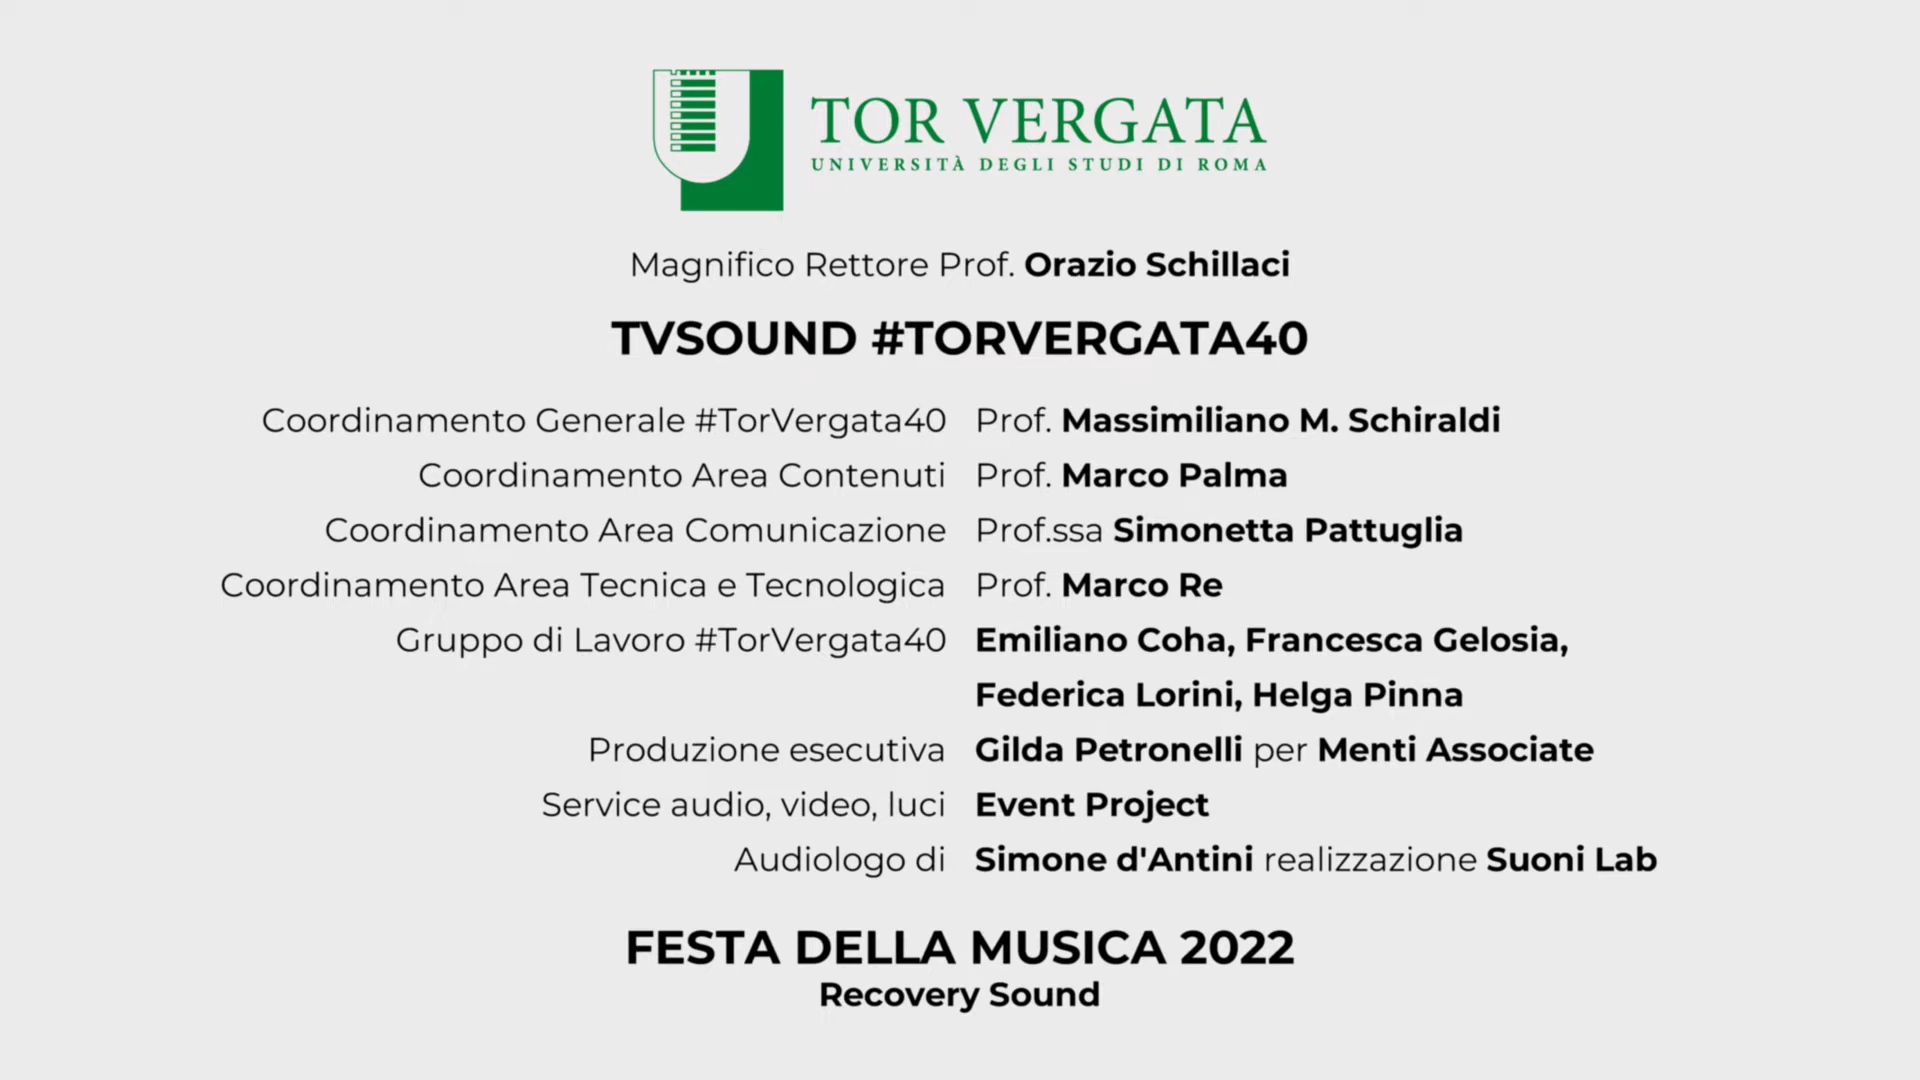 TOR VERGATA
UNIVERSITÀ DEGLI STUDI DI ROMA
Magnifico Rettore Prof. Orazio Schillaci
TVSOUND #TORVERGATA40
Coordinamento Generale #TorVergata40 Prof. Massimiliano M. Schiraldi
Coordinamento Area Contenuti Prof. Marco Palma
Coordinamento Area Comunicazione Prof.ssa Simonetta Pattuglia
Coordinamento Area Tecnica e Tecnologica Prof. Marco Re
Gruppo di Lavoro #TorVergata40 Emiliano Coha, Francesca Gelosia,
Federica Lorini, Helga Pinna
Produzione esecutiva Gilda Petronelli per Menti Associate
Service audio, video, luci Event Project
Audiologo di Simone d'Antini realizzazione Suoni Lab
FESTA DELLA MUSICA 2022
Recovery Sound